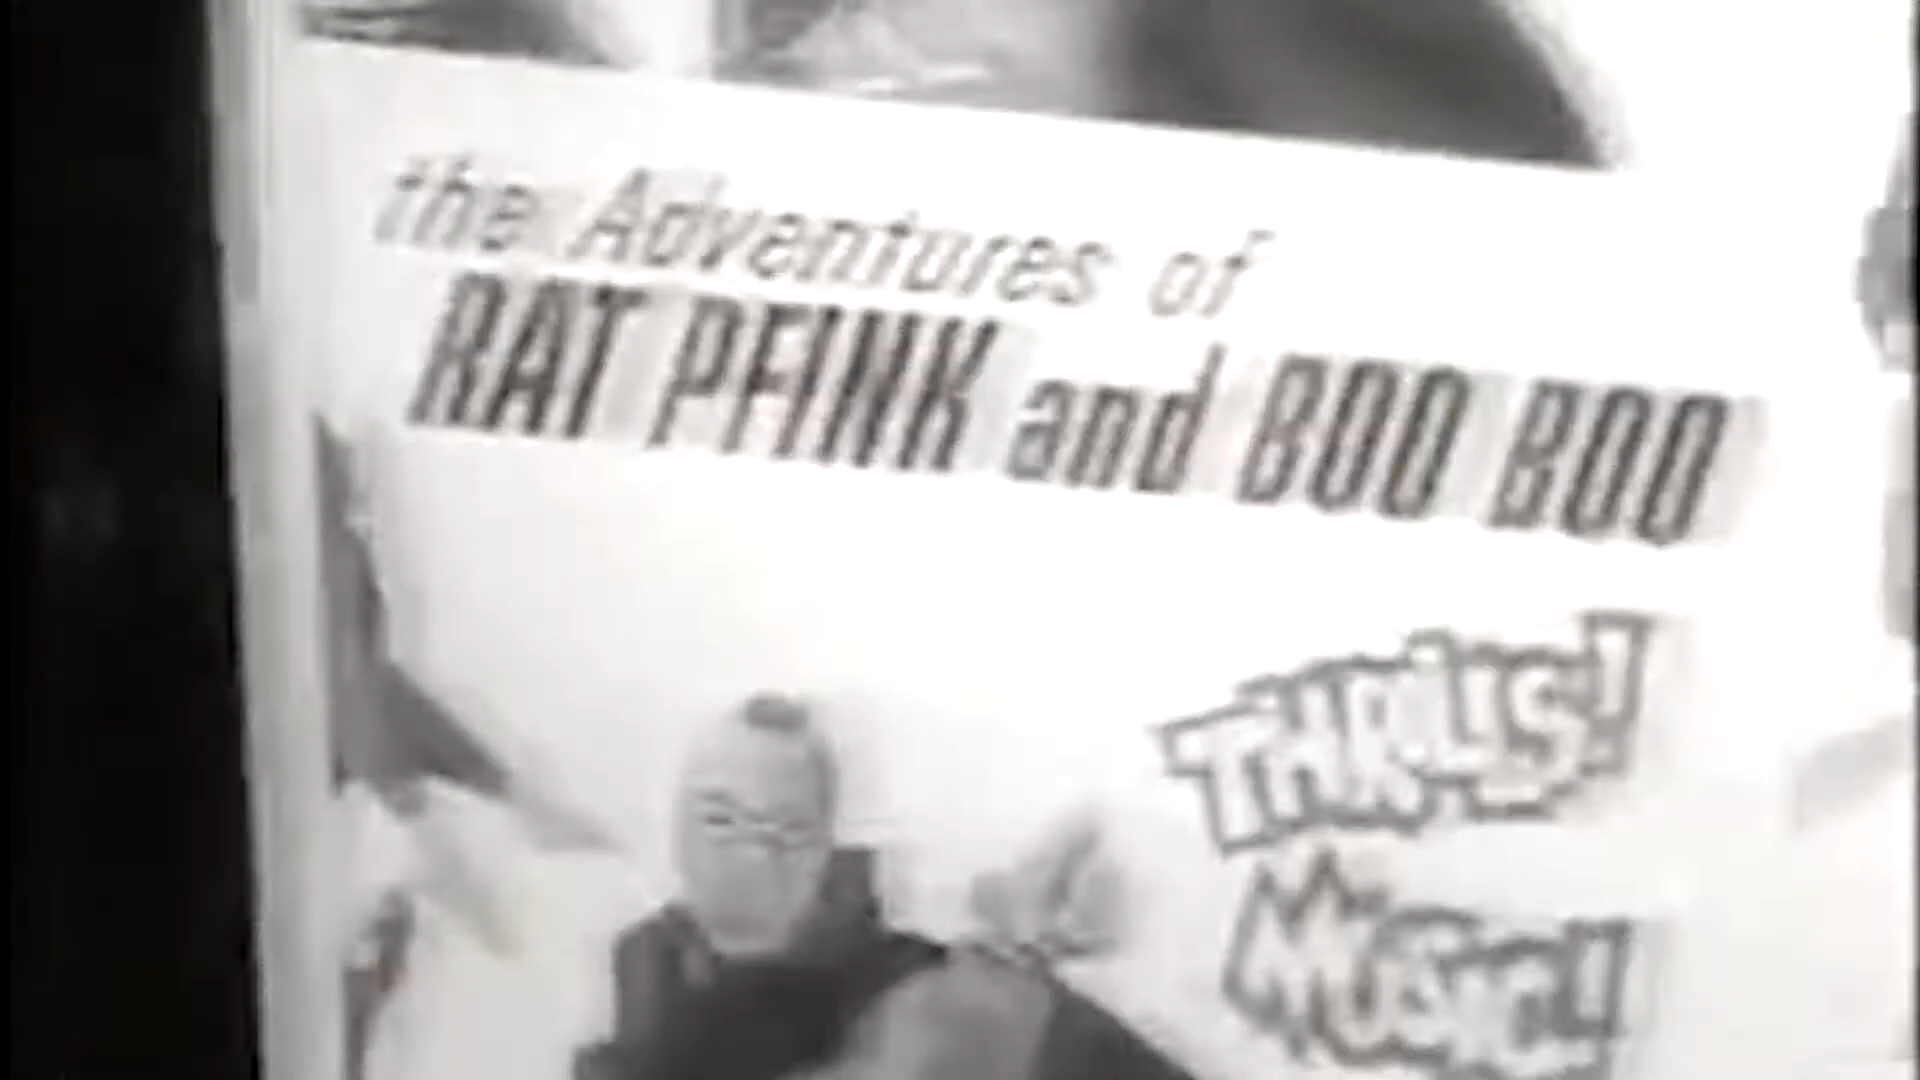 the Adventures of
RAT PFINK and BOO BOO
THRILLS!
MUSIC!